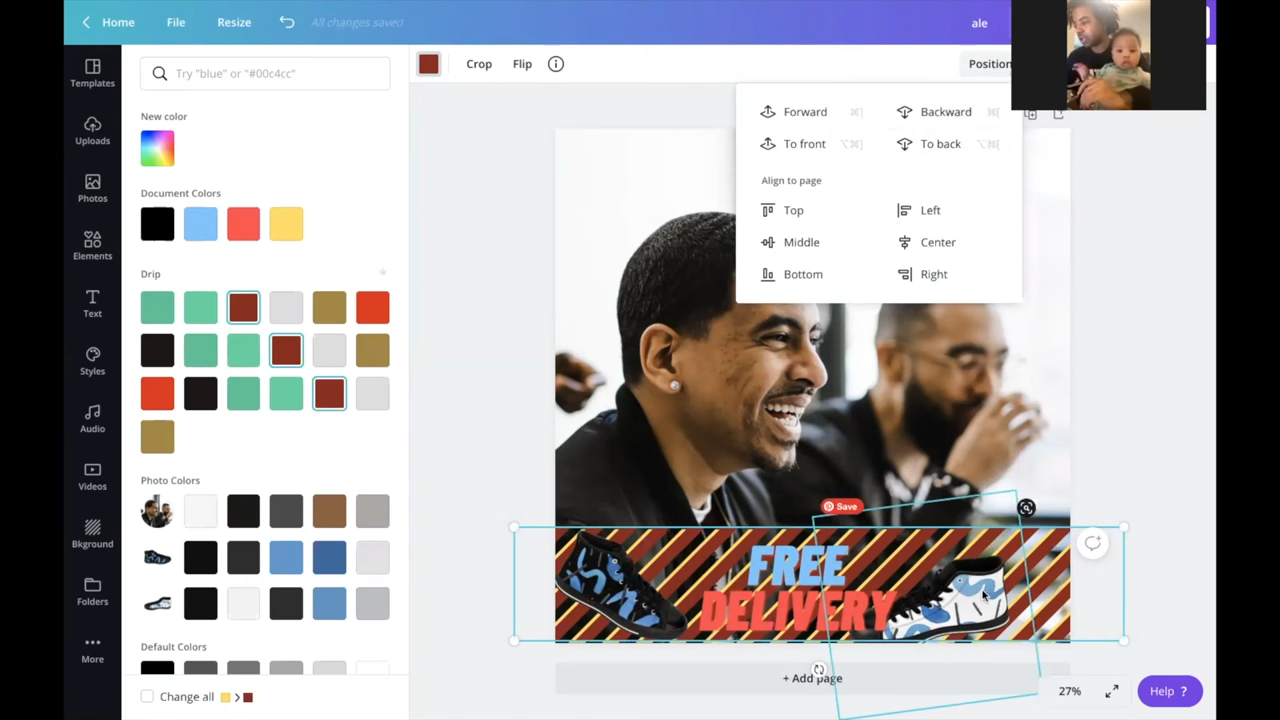 Home
File
Resize
All changes saved
ale
Templates
Uploads
Photos
Elements
Text
Styles
Audio
Videos
Bkground
Folders
More
Try "blue" or "#00c4cc"
New color
Document Colors
Drip
Photo Colors
Default Colors
Change all
Crop
Flip
Position
Forward ⌘]
Backward ⌘[
To front ⌥⌘]
To back ⌥⌘[
Align to page
Top
Left
Middle
Center
Bottom
Right
Save
FREE
DELIVERY
+ Add page
27%
Help ?